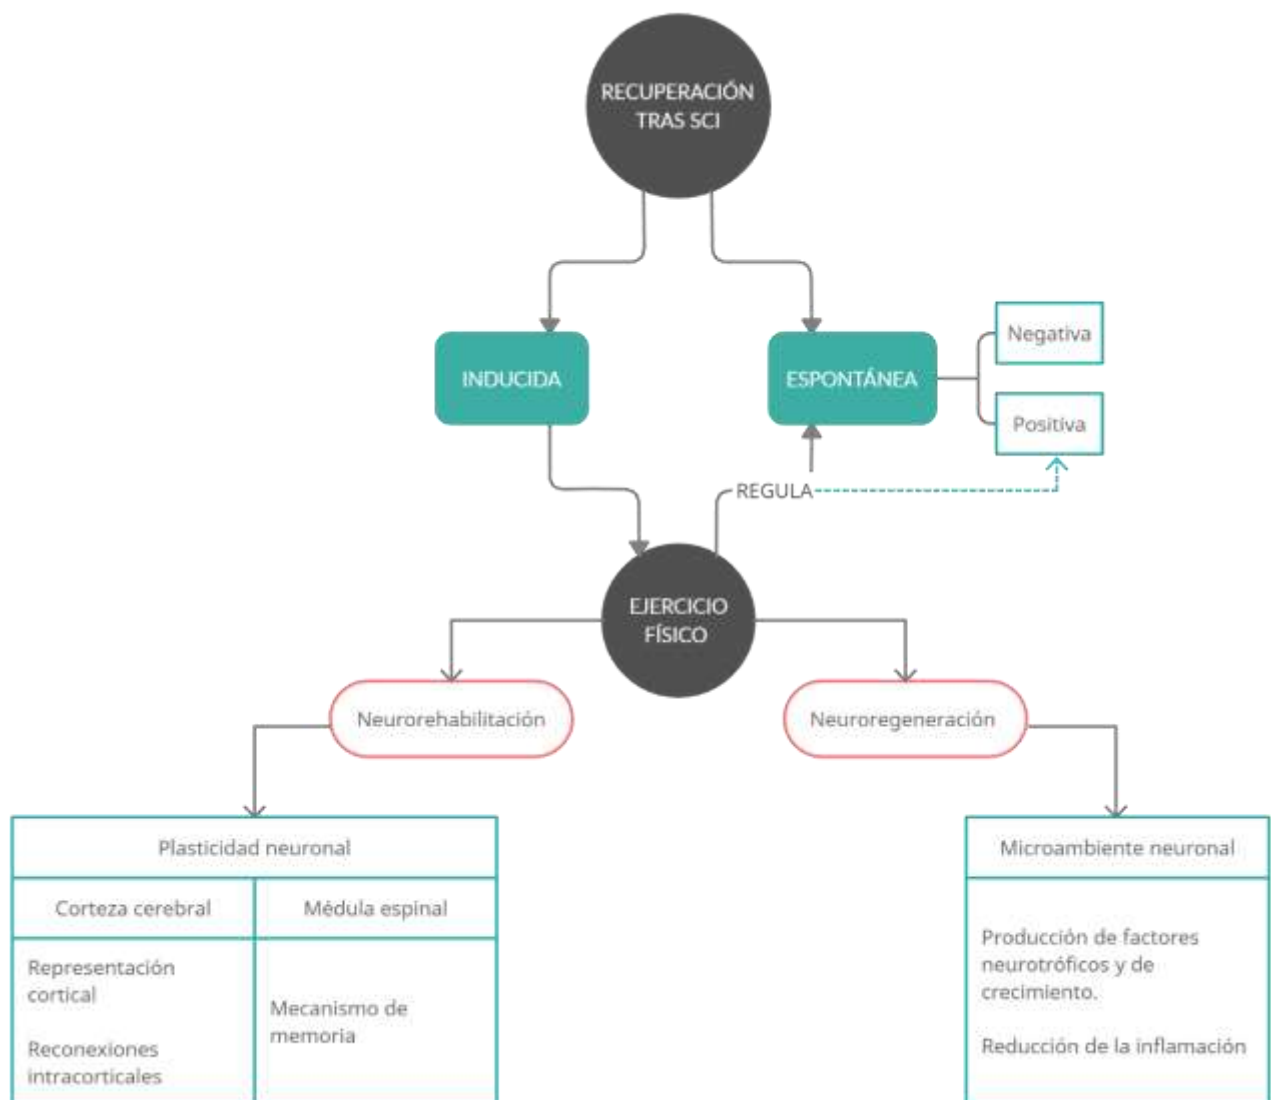 RECUPERACIÓN
TRAS SCI
INDUCIDA
ESPONTÁNEA
Negativa
Positiva
REGULA
EJERCICIO
FÍSICO
Neurorehabilitación
Neuroregeneración
Plasticidad neuronal
Corteza cerebral
Médula espinal
Representación
cortical
Reconexiones
intracorticales
Mecanismo de
memoria
Microambiente neuronal
Producción de factores
neurotróficos y de
crecimiento.
Reducción de la inflamación